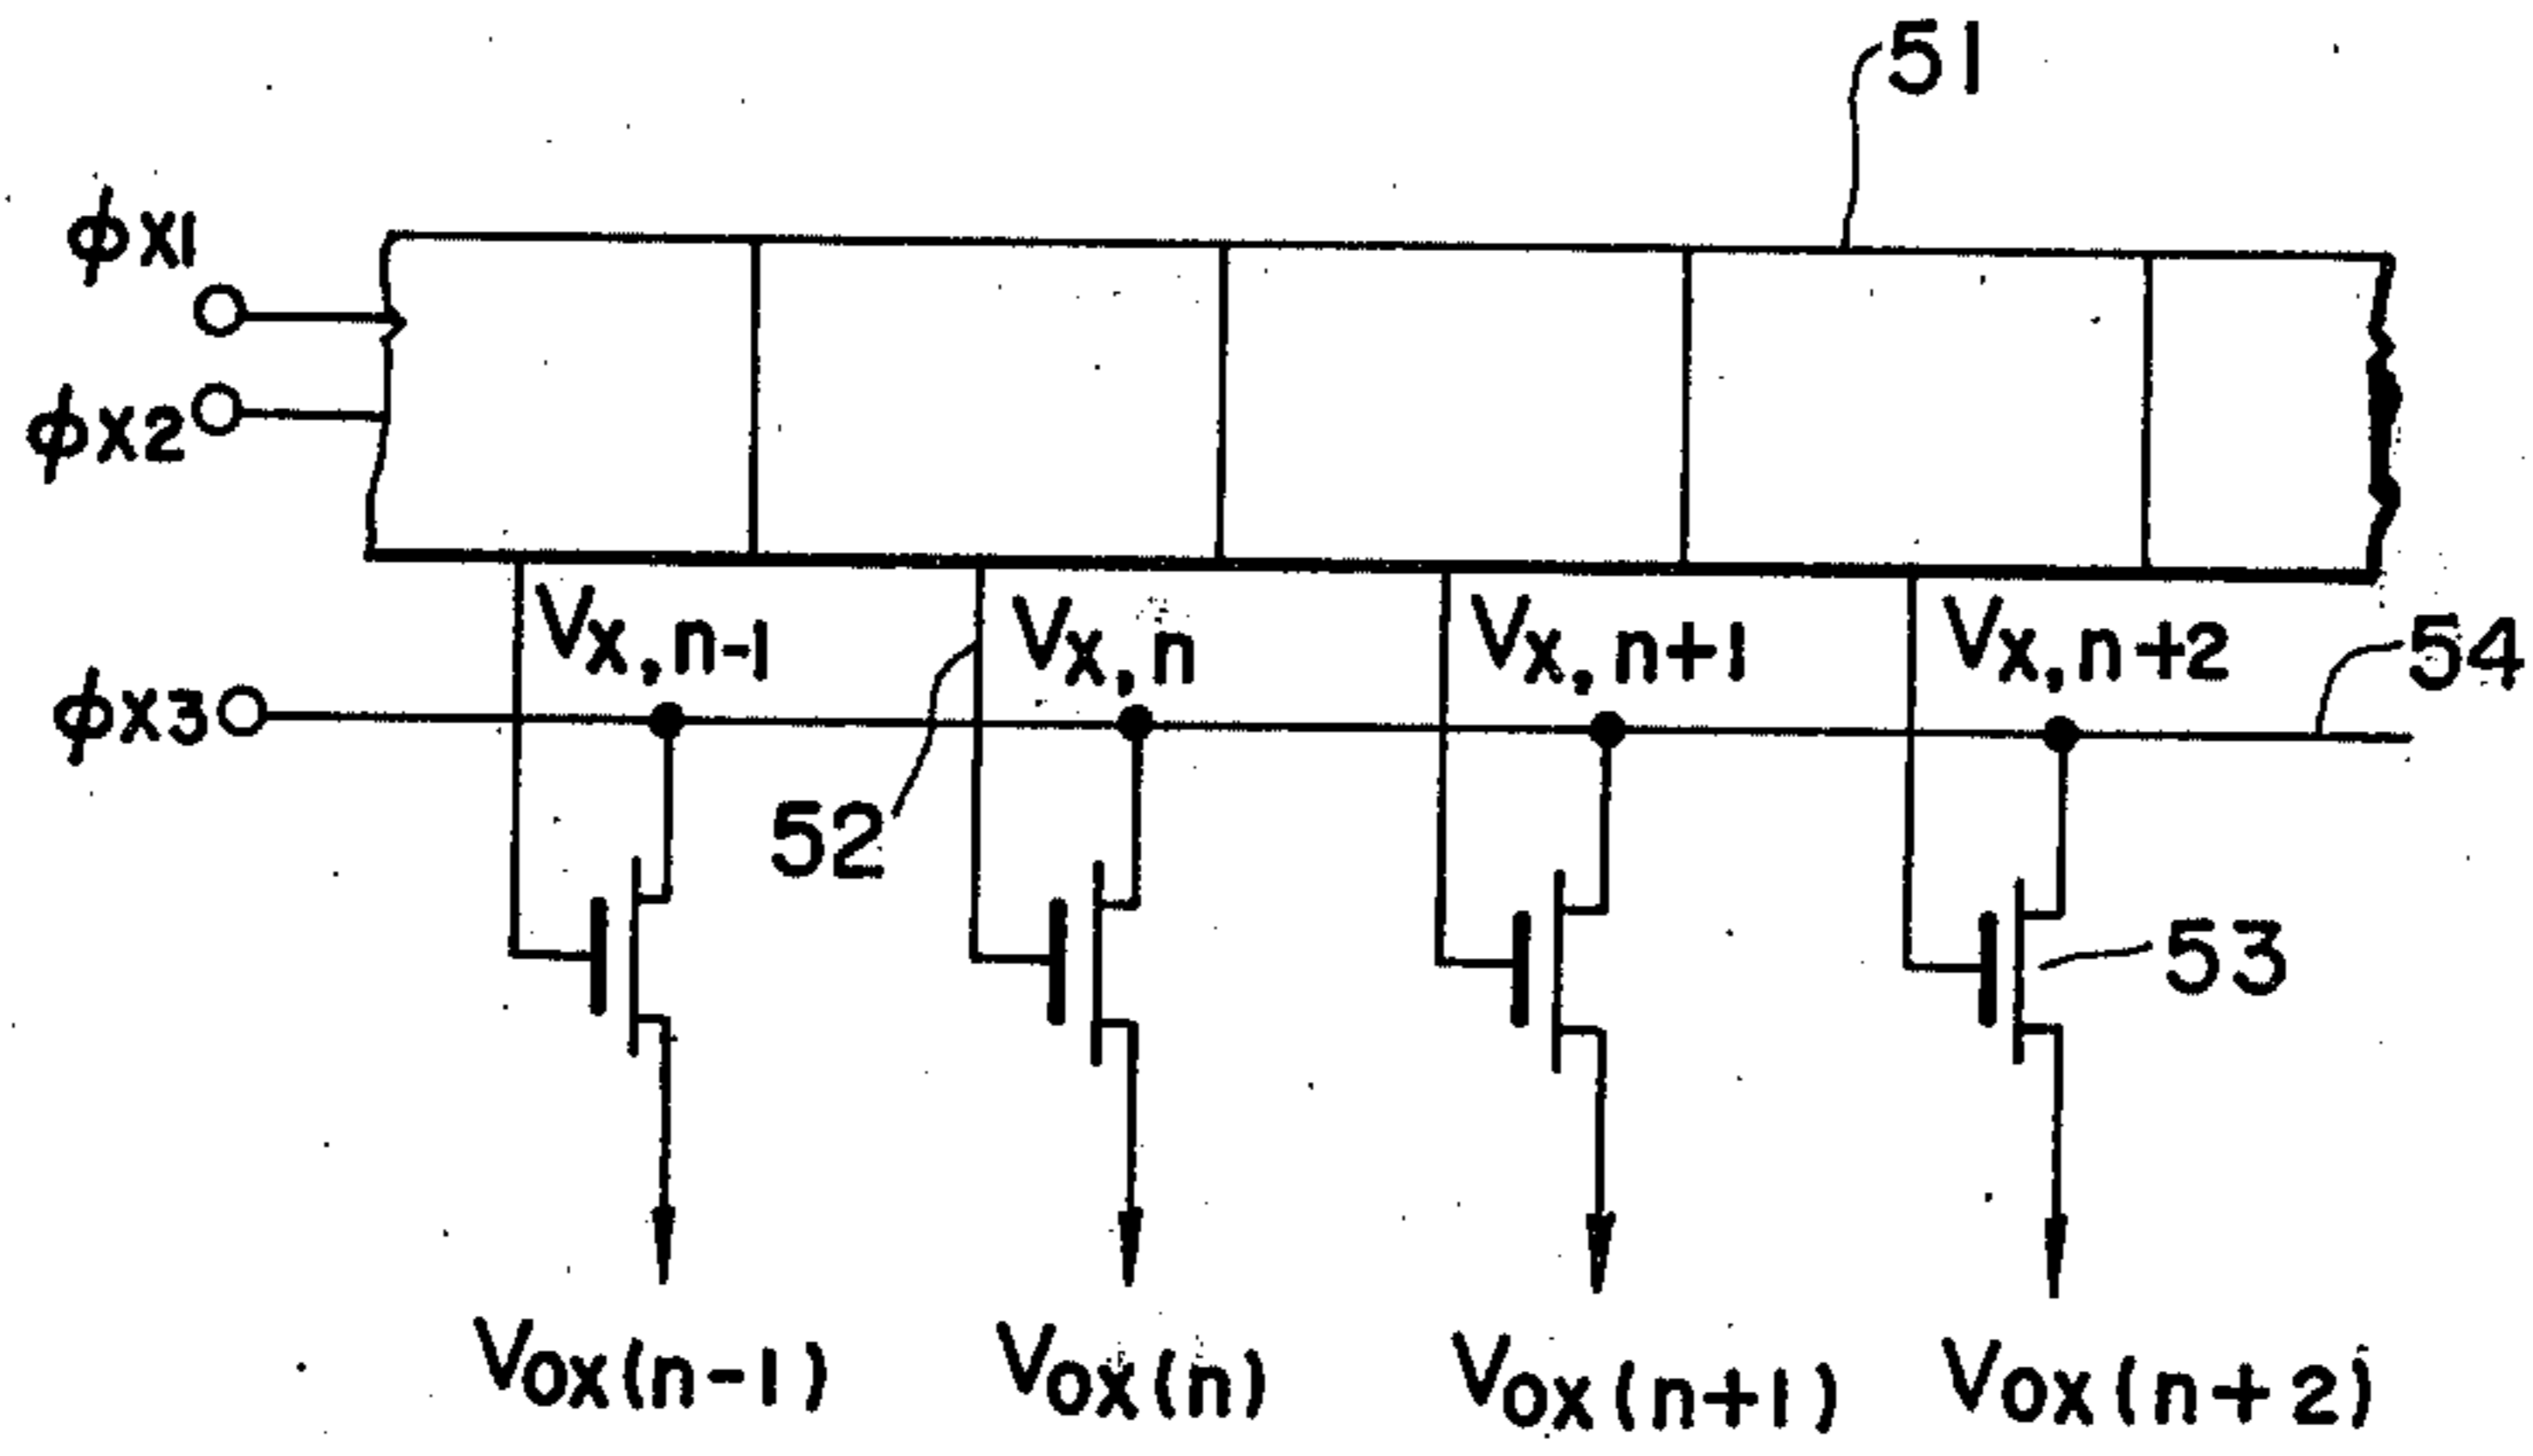 51
ϕX1
ϕX2
VX,n-1 VX,n VX,n+1 VX,n+2
54
ϕX3
52
53
VOX(n-1) VOX(n) VOX(n+1) VOX(n+2)